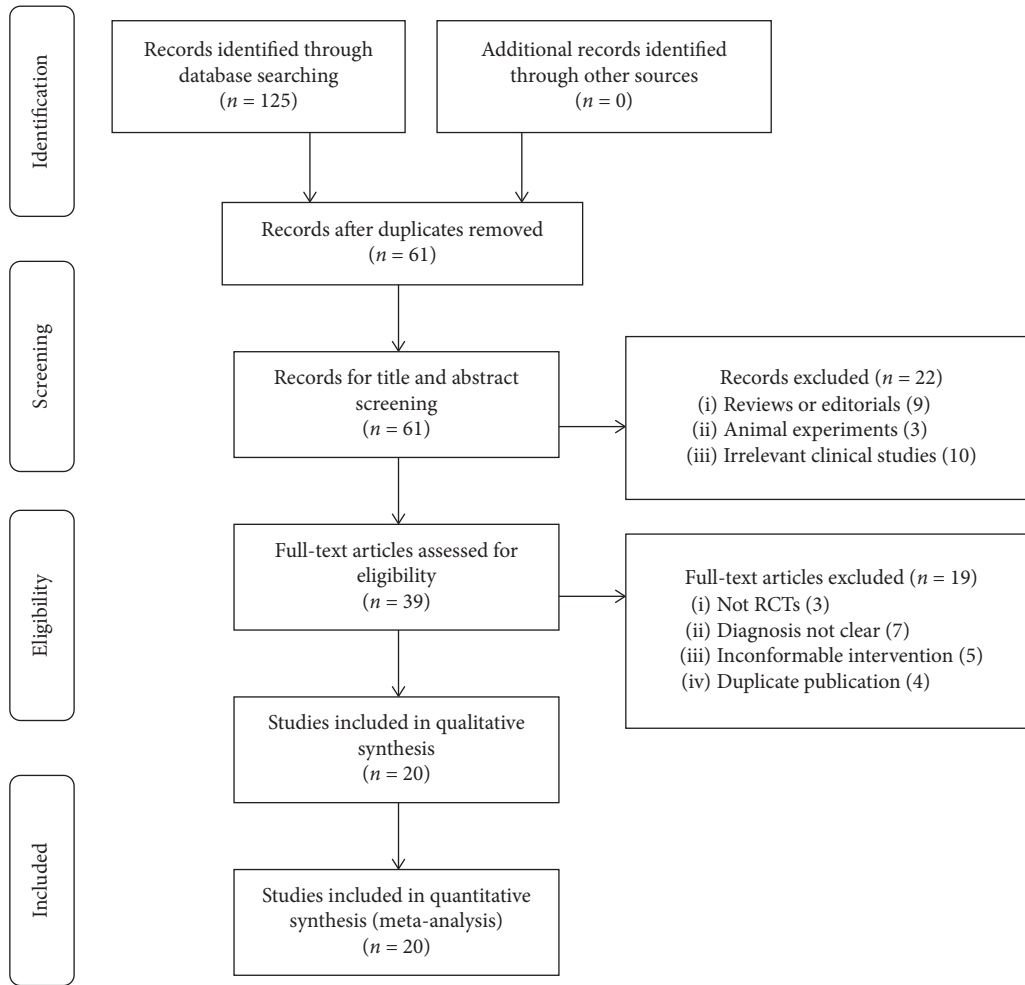 Identification
Records identified through
database searching
(n = 125)
Additional records identified
through other sources
(n = 0)
Records after duplicates removed
(n = 61)
Screening
Records for title and abstract
screening
(n = 61)
Records excluded (n = 22)
(i) Reviews or editorials (9)
(ii) Animal experiments (3)
(iii) Irrelevant clinical studies (10)
Eligibility
Full-text articles assessed for
eligibility
(n = 39)
Full-text articles excluded (n = 19)
(i) Not RCTs (3)
(ii) Diagnosis not clear (7)
(iii) Inconformable intervention (5)
(iv) Duplicate publication (4)
Studies included in qualitative
synthesis
(n = 20)
Included
Studies included in quantitative
synthesis (meta-analysis)
(n = 20)